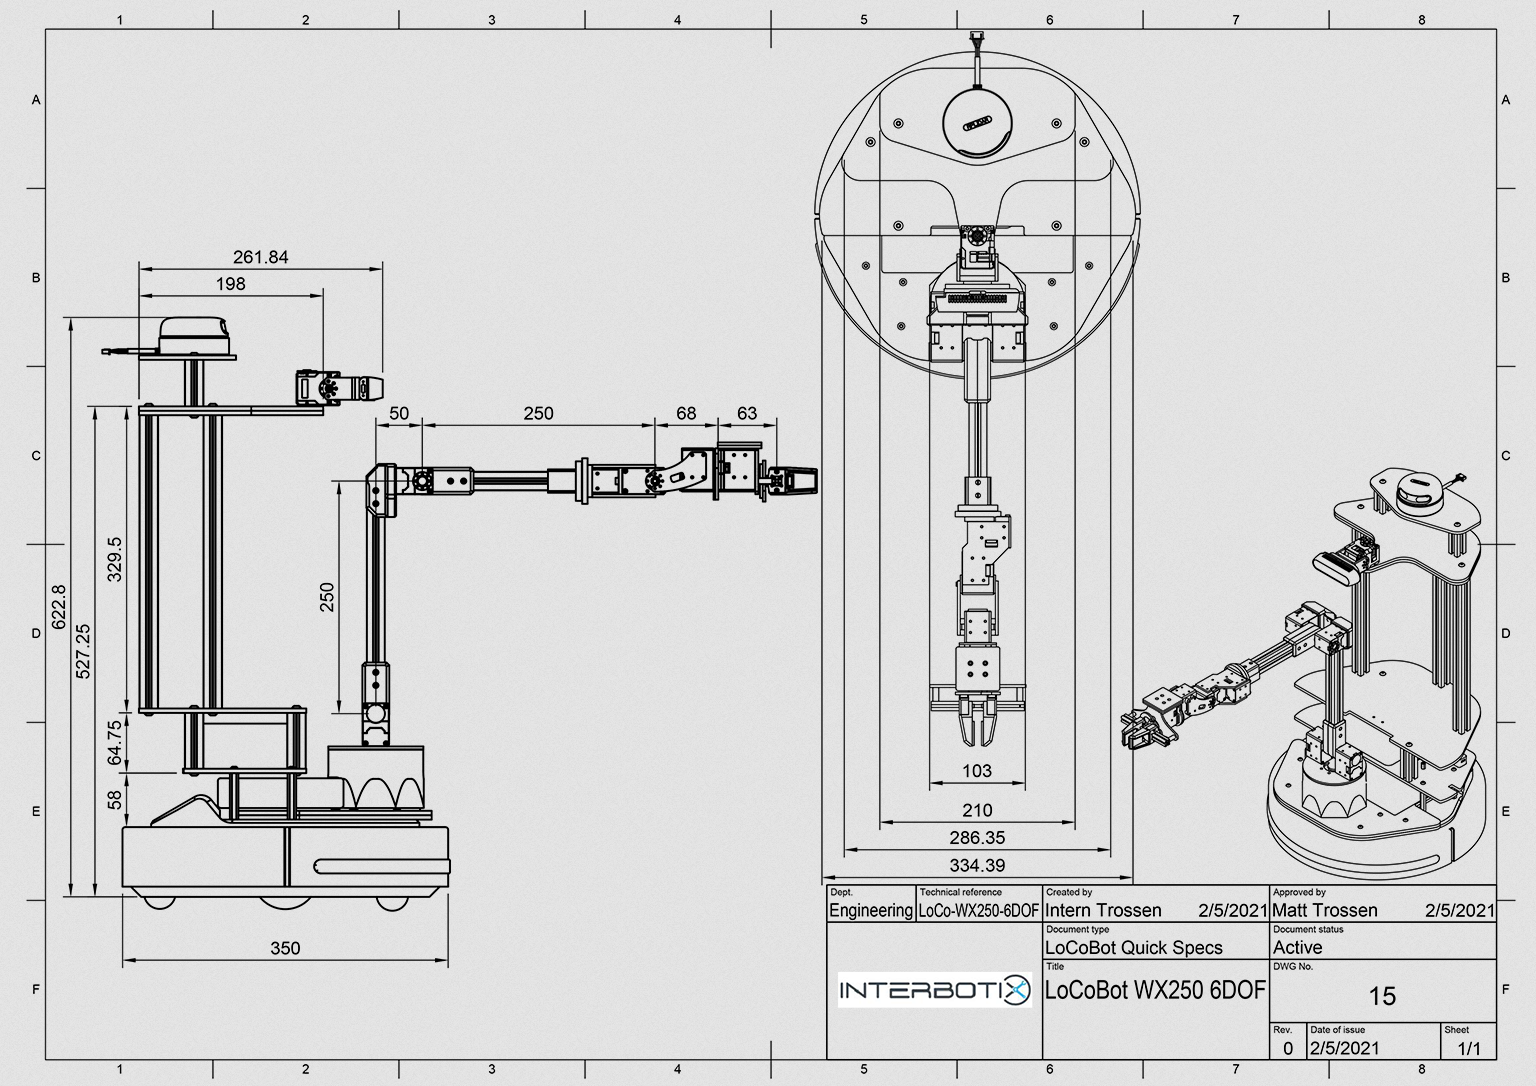 1 2 3 4 5 6 7 8
A A
B B
C C
D D
E E
F F
1 2 3 4 5 6 7 8
261.84
198
50 250 68 63
622.8
527.25
329.5
64.75
58
250
350
RPLIDAR
103
210
286.35
334.39
Dept.
Engineering
Technical reference
LoCo-WX250-6DOF
Created by
Intern Trossen 2/5/2021
Approved by
Matt Trossen 2/5/2021
Document type
LoCoBot Quick Specs
Document status
Active
INTERBOTIX
Title
LoCoBot WX250 6DOF
DWG No.
15
Rev.
0
Date of issue
2/5/2021
Sheet
1/1